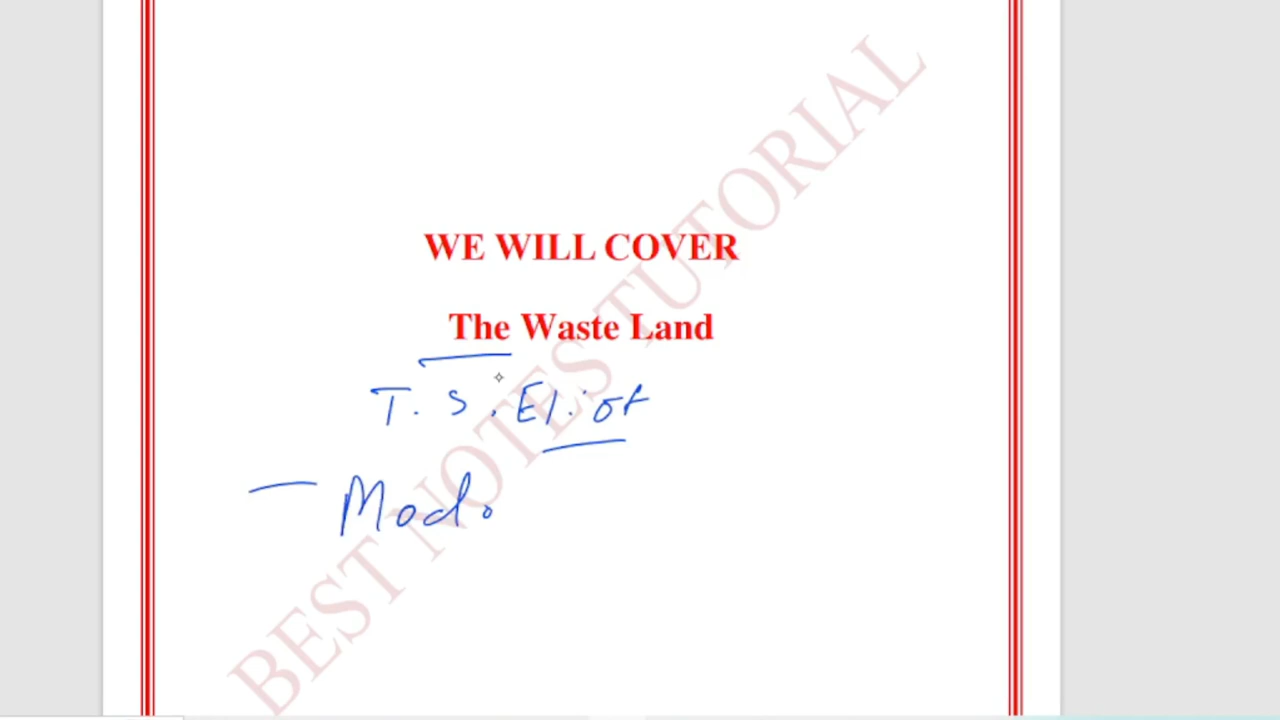 WE WILL COVER
The Waste Land
T. S. Eliot
— Mod.
BEST NOTES TUTORIAL